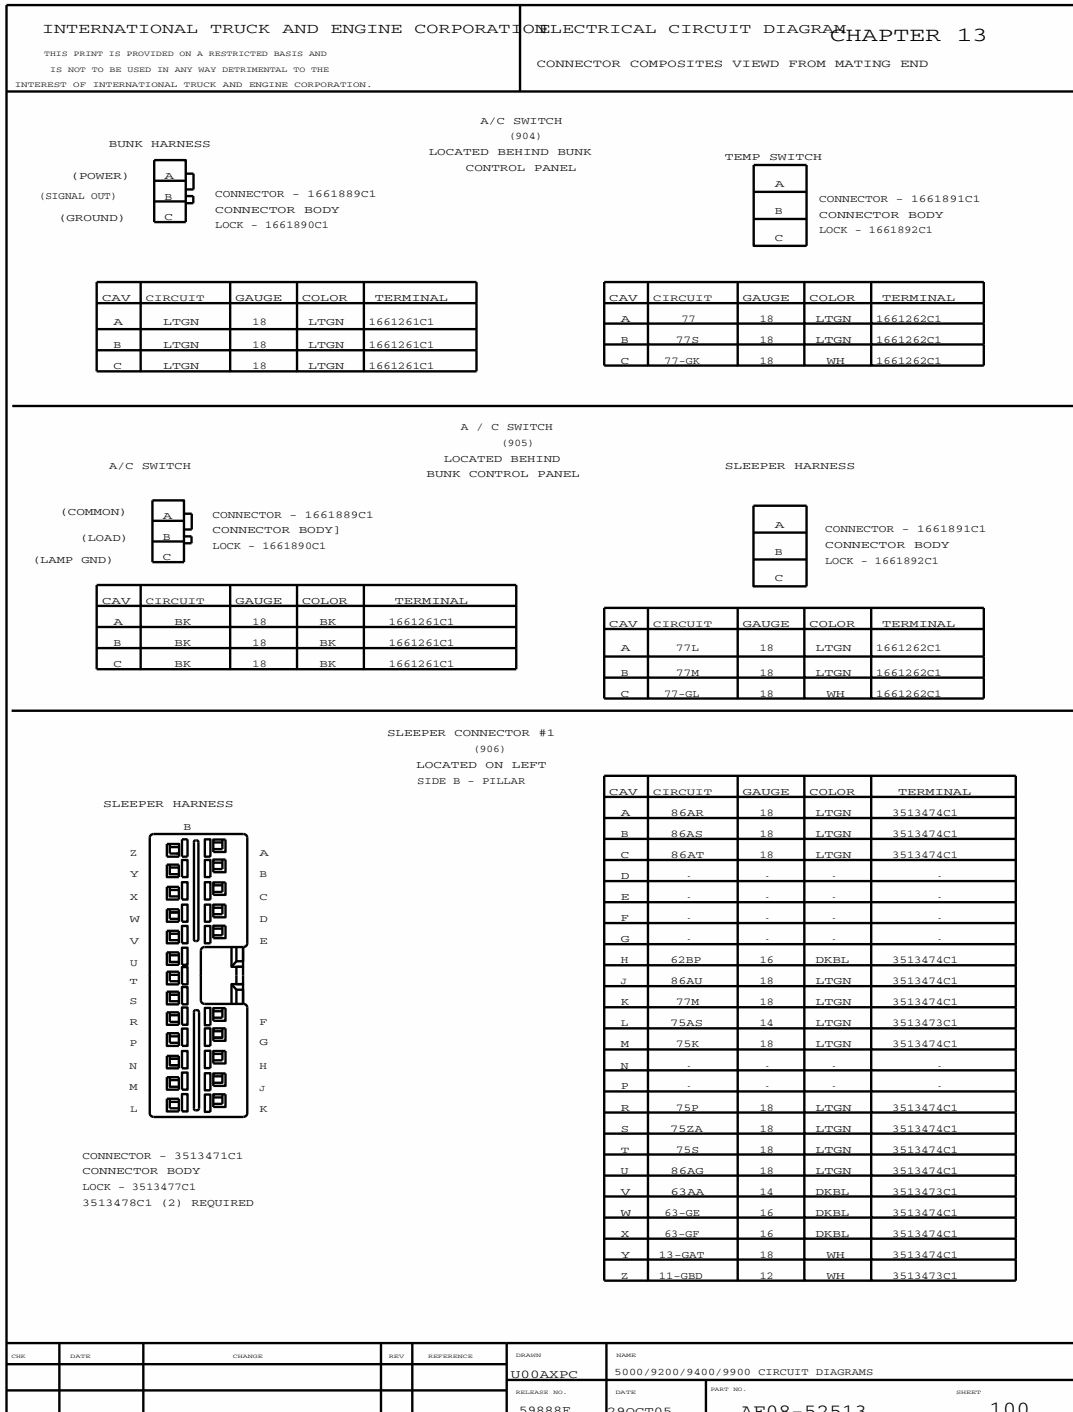 INTERNATIONAL TRUCK AND ENGINE CORPORATION
THIS PRINT IS PROVIDED ON A RESTRICTED BASIS AND
IS NOT TO BE USED IN ANY WAY DETRIMENTAL TO THE
INTEREST OF INTERNATIONAL TRUCK AND ENGINE CORPORATION.
ELECTRICAL CIRCUIT DIAGRAM
CHAPTER 13
CONNECTOR COMPOSITES VIEWD FROM MATING END
A/C SWITCH
(904)
LOCATED BEHIND BUNK
CONTROL PANEL
BUNK HARNESS
(POWER) A
(SIGNAL OUT) B
(GROUND) C
CONNECTOR - 1661889C1
CONNECTOR BODY
LOCK - 1661890C1
TEMP SWITCH
A
B
C
CONNECTOR - 1661891C1
CONNECTOR BODY
LOCK - 1661892C1
CAV CIRCUIT GAUGE COLOR TERMINAL
A LTGN 18 LTGN 1661261C1
B LTGN 18 LTGN 1661261C1
C LTGN 18 LTGN 1661261C1
CAV CIRCUIT GAUGE COLOR TERMINAL
A 77 18 LTGN 1661262C1
B 77S 18 LTGN 1661262C1
C 77-GK 18 WH 1661262C1
A / C SWITCH
(905)
LOCATED BEHIND
BUNK CONTROL PANEL
A/C SWITCH
(COMMON) A
(LOAD) B
(LAMP GND) C
CONNECTOR - 1661889C1
CONNECTOR BODY]
LOCK - 1661890C1
SLEEPER HARNESS
A
B
C
CONNECTOR - 1661891C1
CONNECTOR BODY
LOCK - 1661892C1
CAV CIRCUIT GAUGE COLOR TERMINAL
A BK 18 BK 1661261C1
B BK 18 BK 1661261C1
C BK 18 BK 1661261C1
CAV CIRCUIT GAUGE COLOR TERMINAL
A 77L 18 LTGN 1661262C1
B 77M 18 LTGN 1661262C1
C 77-GL 18 WH 1661262C1
SLEEPER CONNECTOR #1
(906)
LOCATED ON LEFT
SIDE B - PILLAR
SLEEPER HARNESS
B
Z A
Y B
X C
W D
V E
U
T
S
R F
P G
N H
M J
L K
CONNECTOR - 3513471C1
CONNECTOR BODY
LOCK - 3513477C1
3513478C1 (2) REQUIRED
CAV CIRCUIT GAUGE COLOR TERMINAL
A 86AR 18 LTGN 3513474C1
B 86AS 18 LTGN 3513474C1
C 86AT 18 LTGN 3513474C1
D - - - -
E - - - -
F - - - -
G - - - -
H 62BP 16 DKBL 3513474C1
J 86AU 18 LTGN 3513474C1
K 77M 18 LTGN 3513474C1
L 75AS 14 LTGN 3513473C1
M 75K 18 LTGN 3513474C1
N - - - -
P - - - -
R 75P 18 LTGN 3513474C1
S 75ZA 18 LTGN 3513474C1
T 75S 18 LTGN 3513474C1
U 86AG 18 LTGN 3513474C1
V 63AA 14 DKBL 3513473C1
W 63-GE 16 DKBL 3513474C1
X 63-GF 16 DKBL 3513474C1
Y 13-GAT 18 WH 3513474C1
Z 11-GBD 12 WH 3513473C1
CHK DATE CHANGE REV REFERENCE
DRAWN
U00AXPC
NAME
5000/9200/9400/9900 CIRCUIT DIAGRAMS
RELEASE NO.
59888F
DATE
29OCT05
PART NO.
AF08-52513
SHEET
100